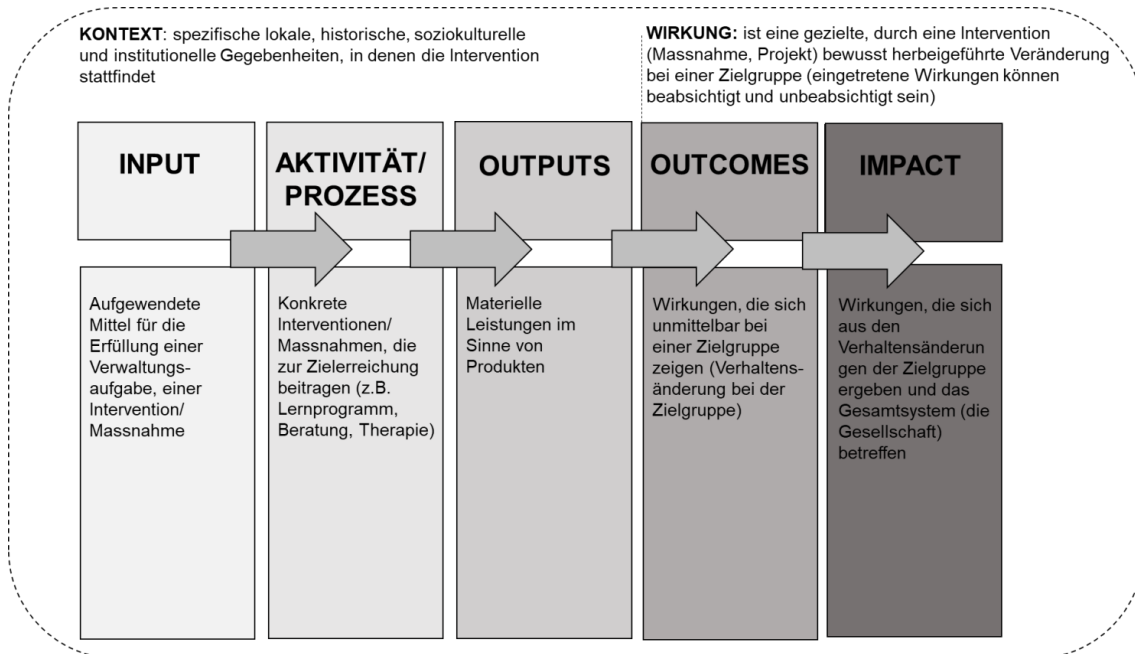 KONTEXT: spezifische lokale, historische, soziokulturelle
und institutionelle Gegebenheiten, in denen die Intervention
stattfindet
WIRKUNG: ist eine gezielte, durch eine Intervention
(Massnahme, Projekt) bewusst herbeigeführte Veränderung
bei einer Zielgruppe (eingetretene Wirkungen können
beabsichtigt und unbeabsichtigt sein)
INPUT
AKTIVITÄT/
PROZESS
OUTPUTS
OUTCOMES
IMPACT
Aufgewendete
Mittel für die
Erfüllung einer
Verwaltungs-
aufgabe, einer
Intervention/
Massnahme
Konkrete
Interventionen/
Massnahmen, die
zur Zielerreichung
beitragen (z.B.
Lernprogramm,
Beratung, Therapie)
Materielle
Leistungen im
Sinne von
Produkten
Wirkungen, die sich
unmittelbar bei
einer Zielgruppe
zeigen (Verhaltens-
änderung bei der
Zielgruppe)
Wirkungen, die sich
aus den
Verhaltensänderun
gen der Zielgruppe
ergeben und das
Gesamtsystem (die
Gesellschaft)
betreffen